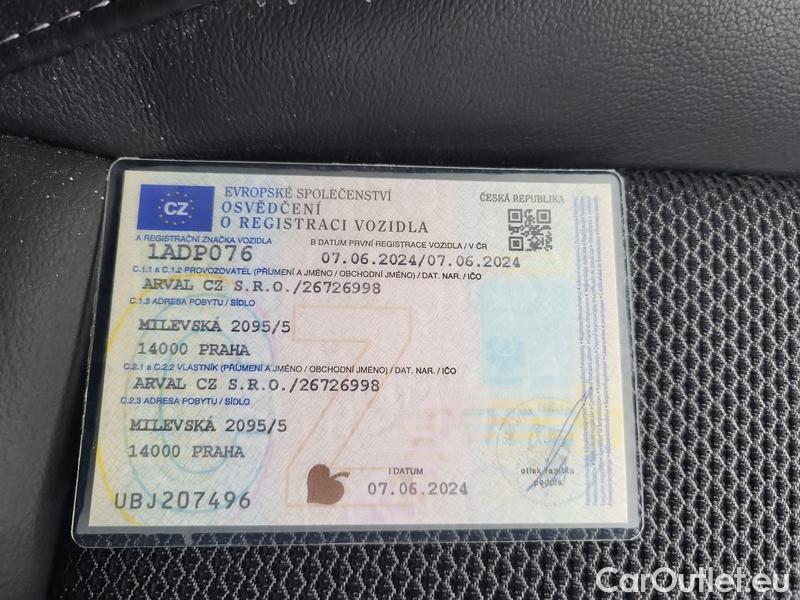 EVROPSKÉ SPOLEČENSTVÍ
ČESKÁ REPUBLIKA
CZ
OSVĚDČENÍ
O REGISTRACI VOZIDLA
A REGISTRAČNÍ ZNAČKA VOZIDLA
B DATUM PRVNÍ REGISTRACE VOZIDLA / V ČR
1ADP076
07.06.2024/07.06.2024
C.1.1 a C.1.2 PROVOZOVATEL (PŘÍJMENÍ A JMÉNO / OBCHODNÍ JMÉNO) / DAT. NAR. / IČO
ARVAL CZ S.R.O./26726998
C.1.3 ADRESA POBYTU / SÍDLO
MILEVSKÁ 2095/5
14000 PRAHA
C.2.1 a C.2.2 VLASTNÍK (PŘÍJMENÍ A JMÉNO / OBCHODNÍ JMÉNO) / DAT. NAR. / IČO
ARVAL CZ S.R.O./26726998
C.2.3 ADRESA POBYTU / SÍDLO
MILEVSKÁ 2095/5
14000 PRAHA
I DATUM
07.06.2024
otisk razítka
podpis
UBJ207496
CarOutlet.eu